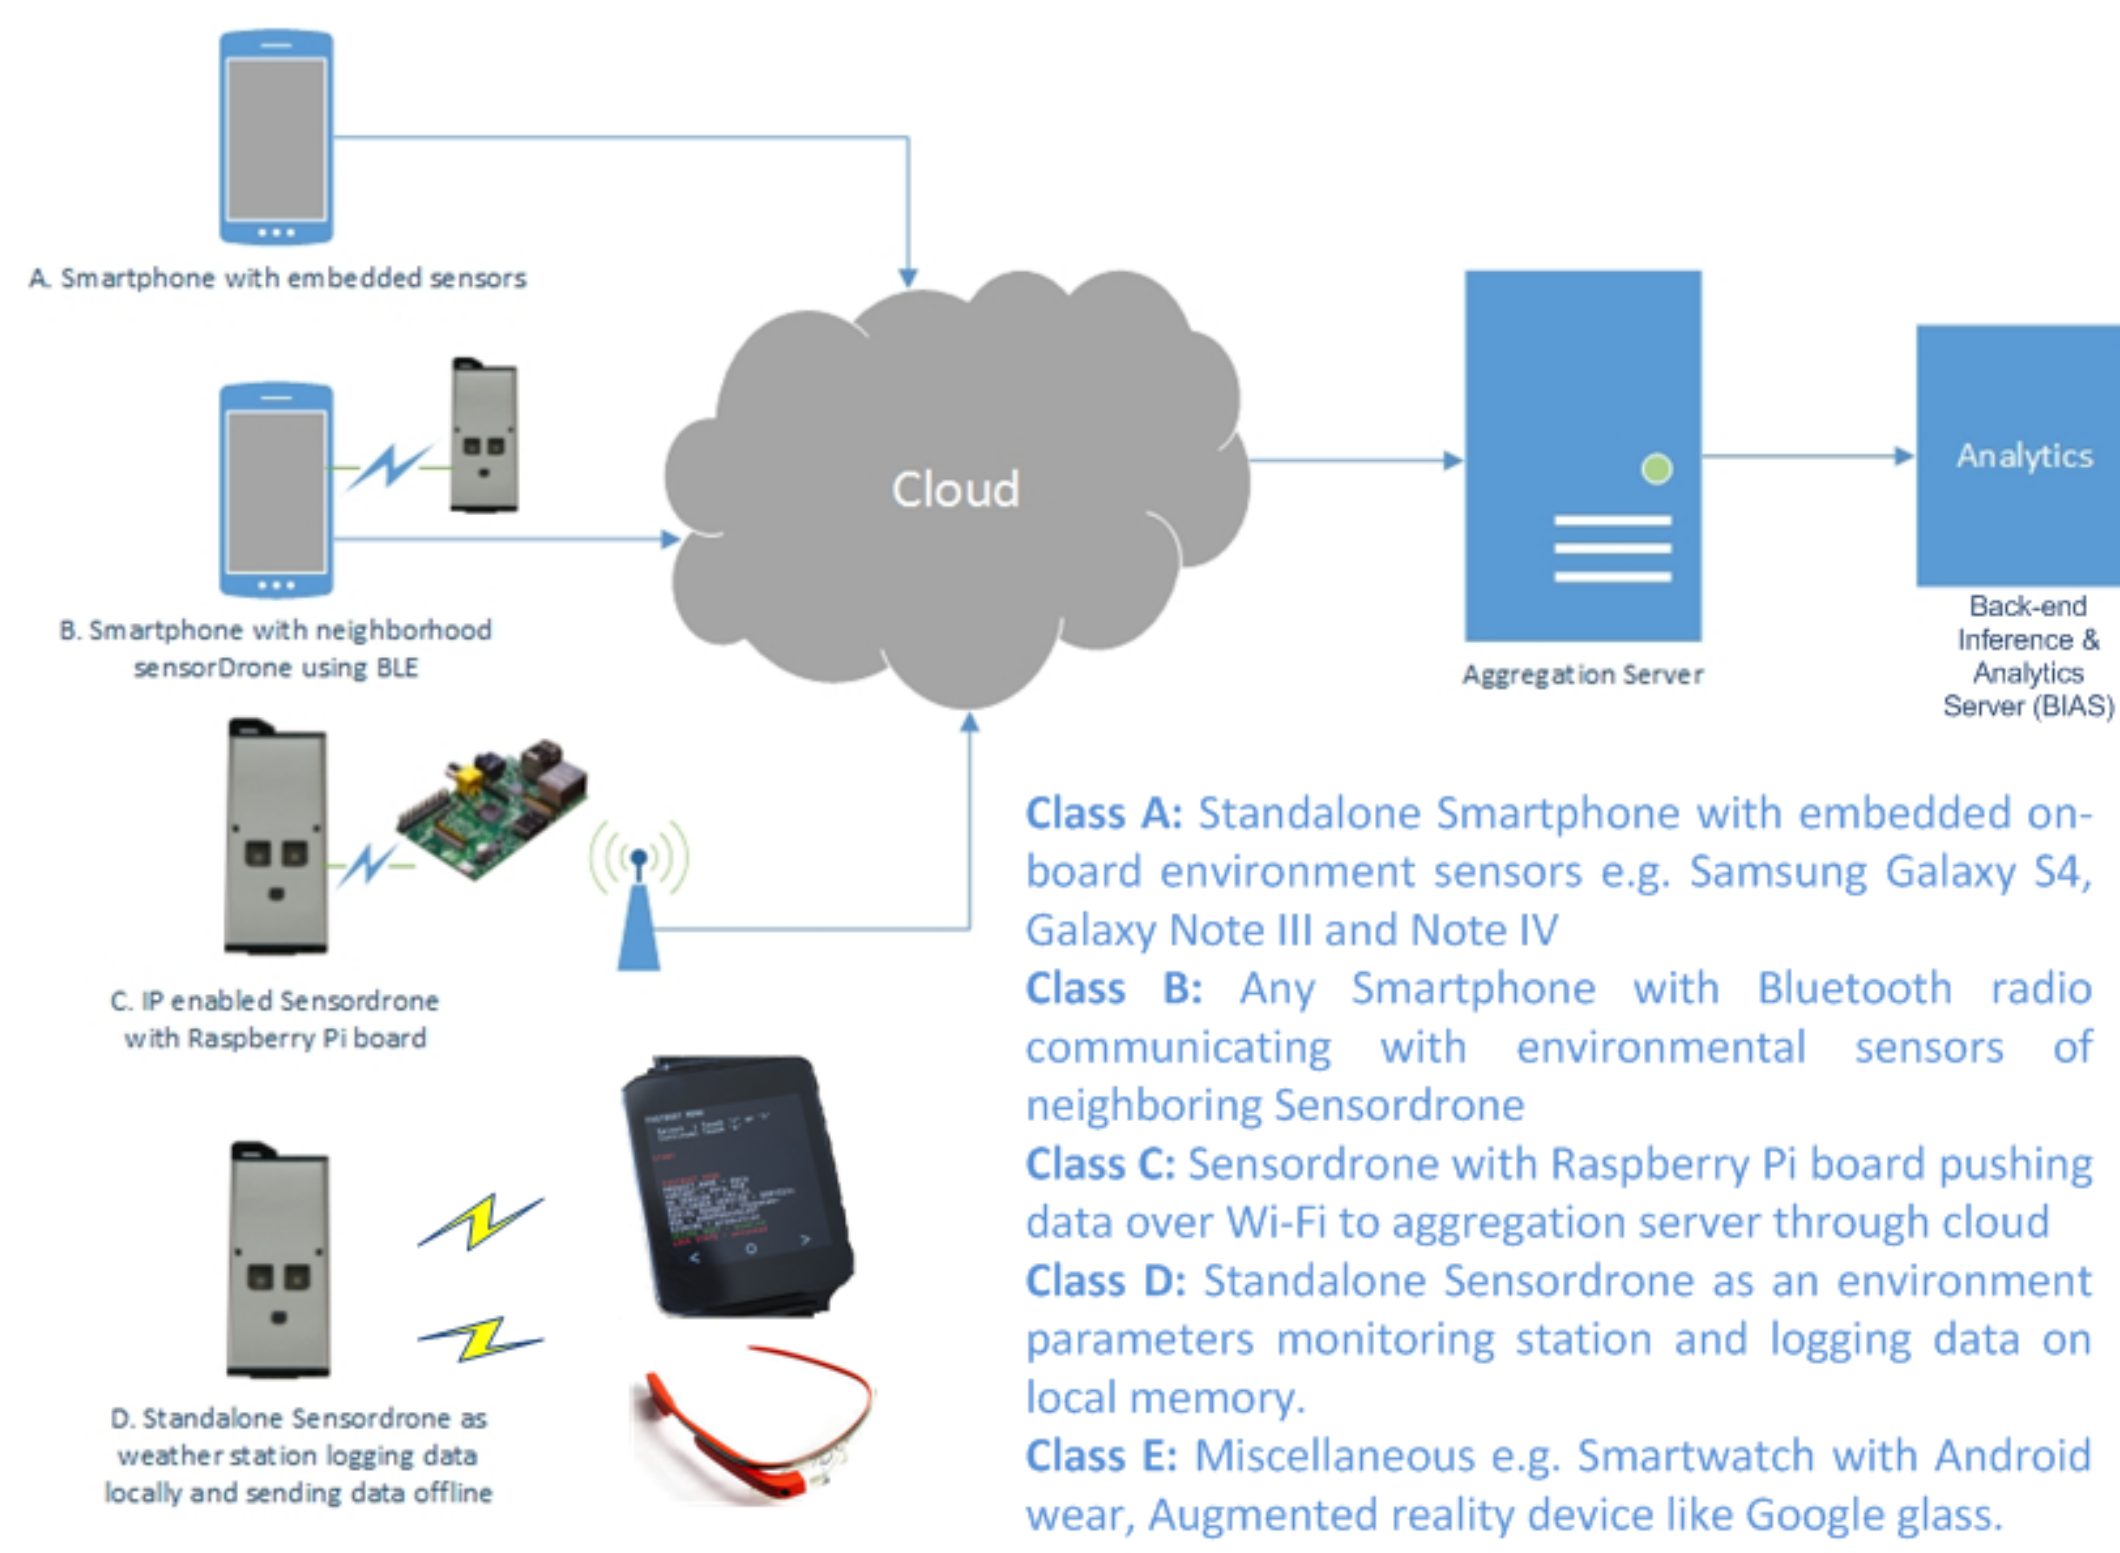 A. Smartphone with embedded sensors
B. Smartphone with neighborhood
sensorDrone using BLE
Cloud
Aggregation Server
Analytics
Back-end
Inference &
Analytics
Server (BIAS)
C. IP enabled Sensordrone
with Raspberry Pi board
D. Standalone Sensordrone as
weather station logging data
locally and sending data offline
FASTBOOT MENU
START
Class A: Standalone Smartphone with embedded on-
board environment sensors e.g. Samsung Galaxy S4,
Galaxy Note III and Note IV
Class B: Any Smartphone with Bluetooth radio
communicating with environmental sensors of
neighboring Sensordrone
Class C: Sensordrone with Raspberry Pi board pushing
data over Wi-Fi to aggregation server through cloud
Class D: Standalone Sensordrone as an environment
parameters monitoring station and logging data on
local memory.
Class E: Miscellaneous e.g. Smartwatch with Android
wear, Augmented reality device like Google glass.